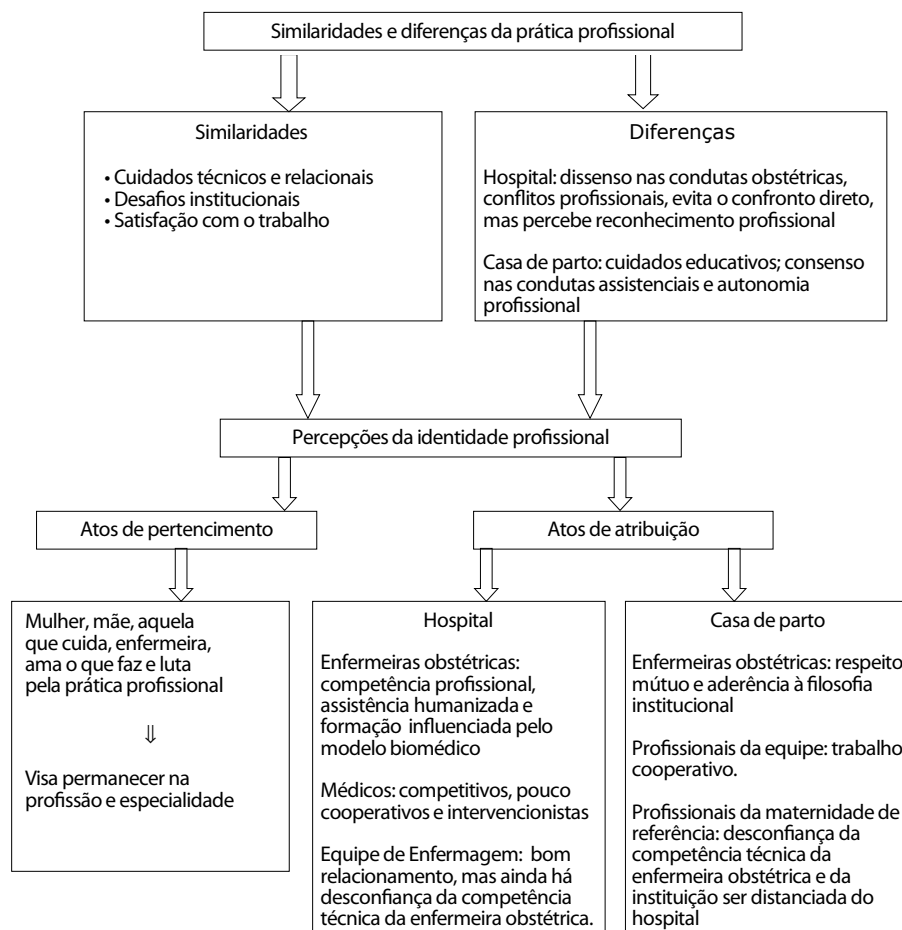 Similaridades e diferenças da prática profissional
Similaridades
• Cuidados técnicos e relacionais
• Desafios institucionais
• Satisfação com o trabalho
Diferenças
Hospital: dissenso nas condutas obstétricas,
conflitos profissionais, evita o confronto direto,
mas percebe reconhecimento profissional
Casa de parto: cuidados educativos; consenso
nas condutas assistenciais e autonomia
profissional
Percepções da identidade profissional
Atos de pertencimento
Atos de atribuição
Mulher, mãe, aquela
que cuida, enfermeira,
ama o que faz e luta
pela prática profissional
⇓
Visa permanecer na
profissão e especialidade
Hospital
Enfermeiras obstétricas:
competência profissional,
assistência humanizada e
formação influenciada pelo
modelo biomédico
Médicos: competitivos, pouco
cooperativos e intervencionistas
Equipe de Enfermagem: bom
relacionamento, mas ainda há
desconfiança da competência
técnica da enfermeira obstétrica.
Casa de parto
Enfermeiras obstétricas: respeito
mútuo e aderência à filosofia
institucional
Profissionais da equipe: trabalho
cooperativo.
Profissionais da maternidade de
referência: desconfiança da
competência técnica da
enfermeira obstétrica e da
instituição ser distanciada do
hospital